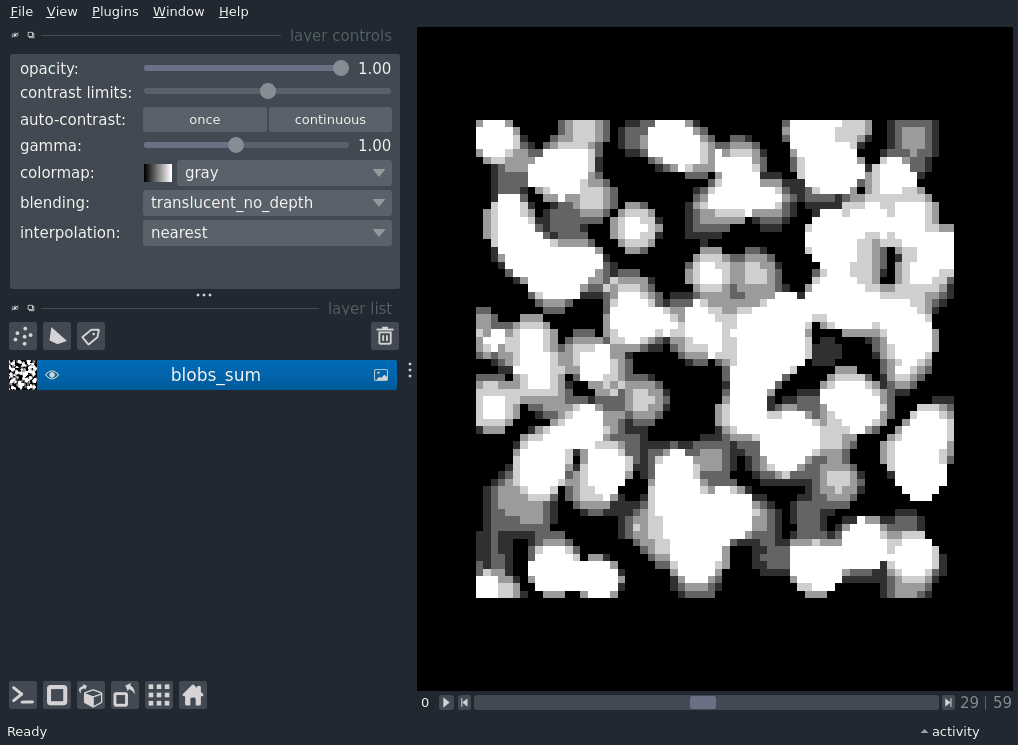 File View Plugins Window Help
layer controls
opacity: 1.00
contrast limits:
auto-contrast: once continuous
gamma: 1.00
colormap: gray
blending: translucent_no_depth
interpolation: nearest
layer list
blobs_sum
0 29 | 59
Ready activity